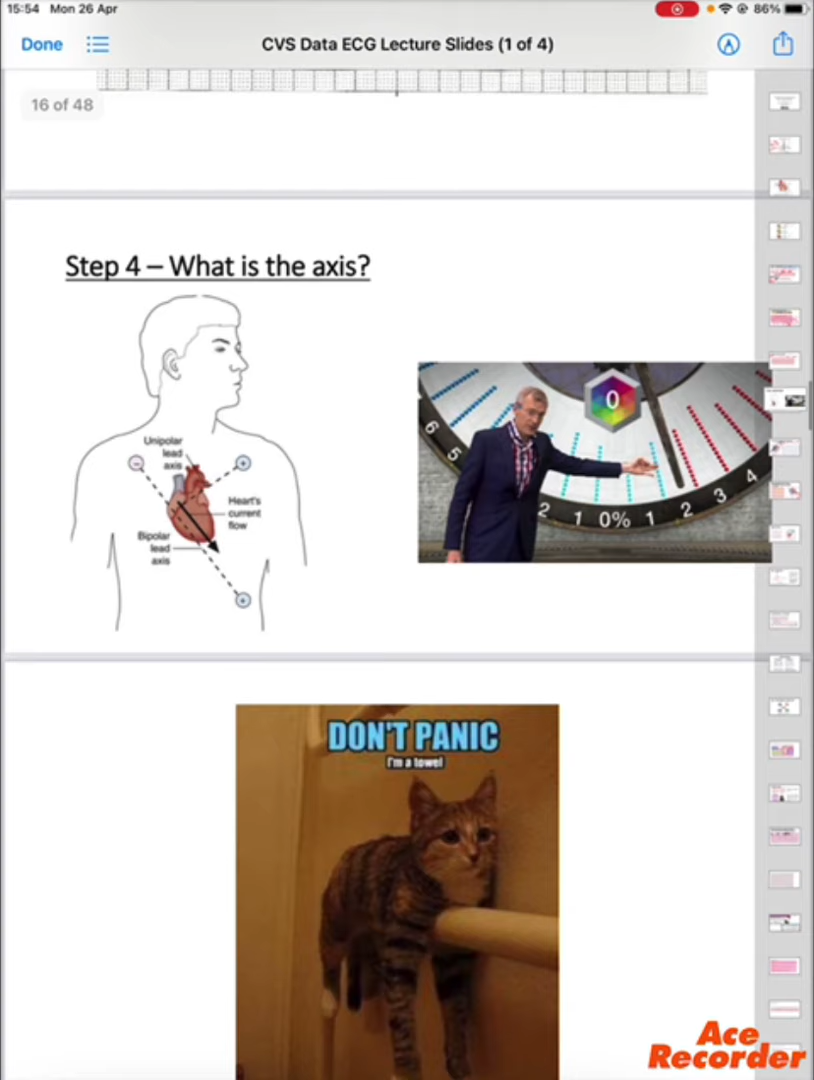 15:54 Mon 26 Apr
86%
Done
CVS Data ECG Lecture Slides (1 of 4)
16 of 48
Step 4 – What is the axis?
Unipolar
lead
axis
Heart's
current
flow
Bipolar
lead
axis
0
6
5
2 1 0% 1 2 3 4
DON'T PANIC
I'm a towel
Ace
Recorder